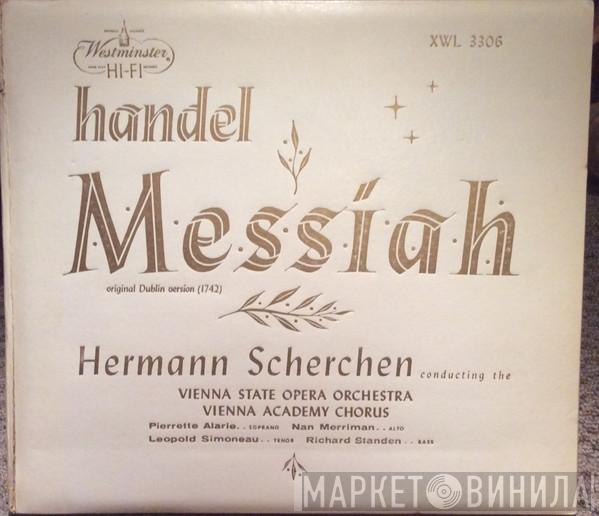 Westminster
HI-FI
XWL 3306
handel
Messiah
original Dublin version (1742)
Hermann Scherchen conducting the
VIENNA STATE OPERA ORCHESTRA
VIENNA ACADEMY CHORUS
Pierrette Alarie. . SOPRANO Nan Merriman. . ALTO
Leopold Simoneau. . TENOR Richard Standen. . BASS
МАРКЕТ ВИНИЛА